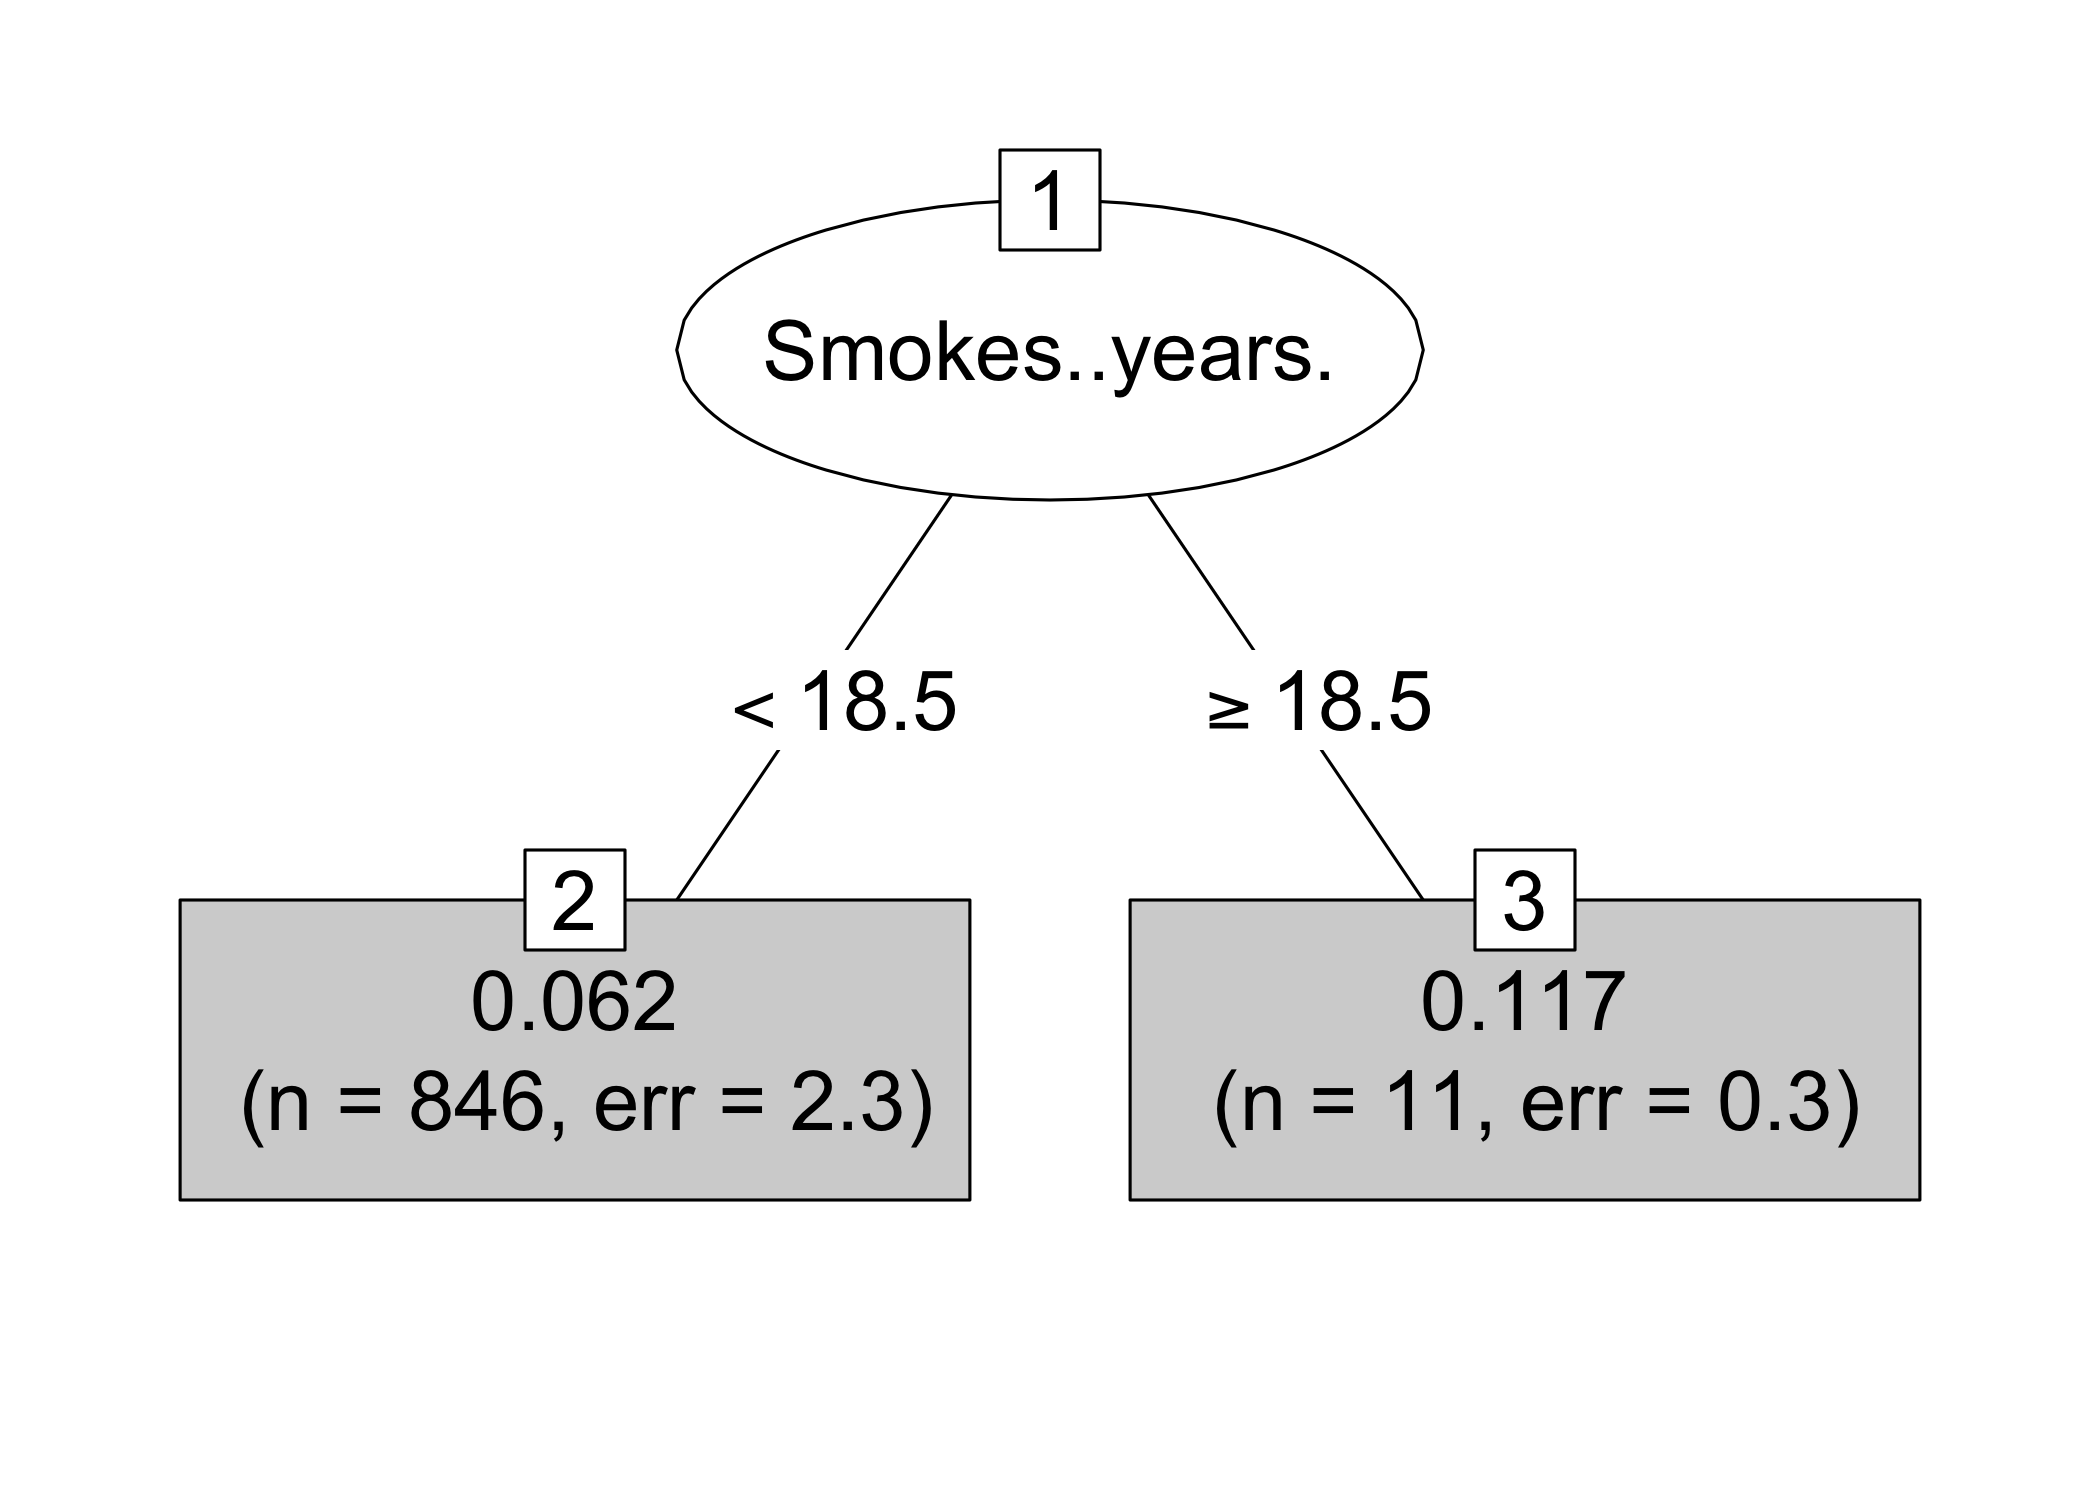 1
Smokes..years.
< 18.5
≥ 18.5
2
0.062
(n = 846, err = 2.3)
3
0.117
(n = 11, err = 0.3)